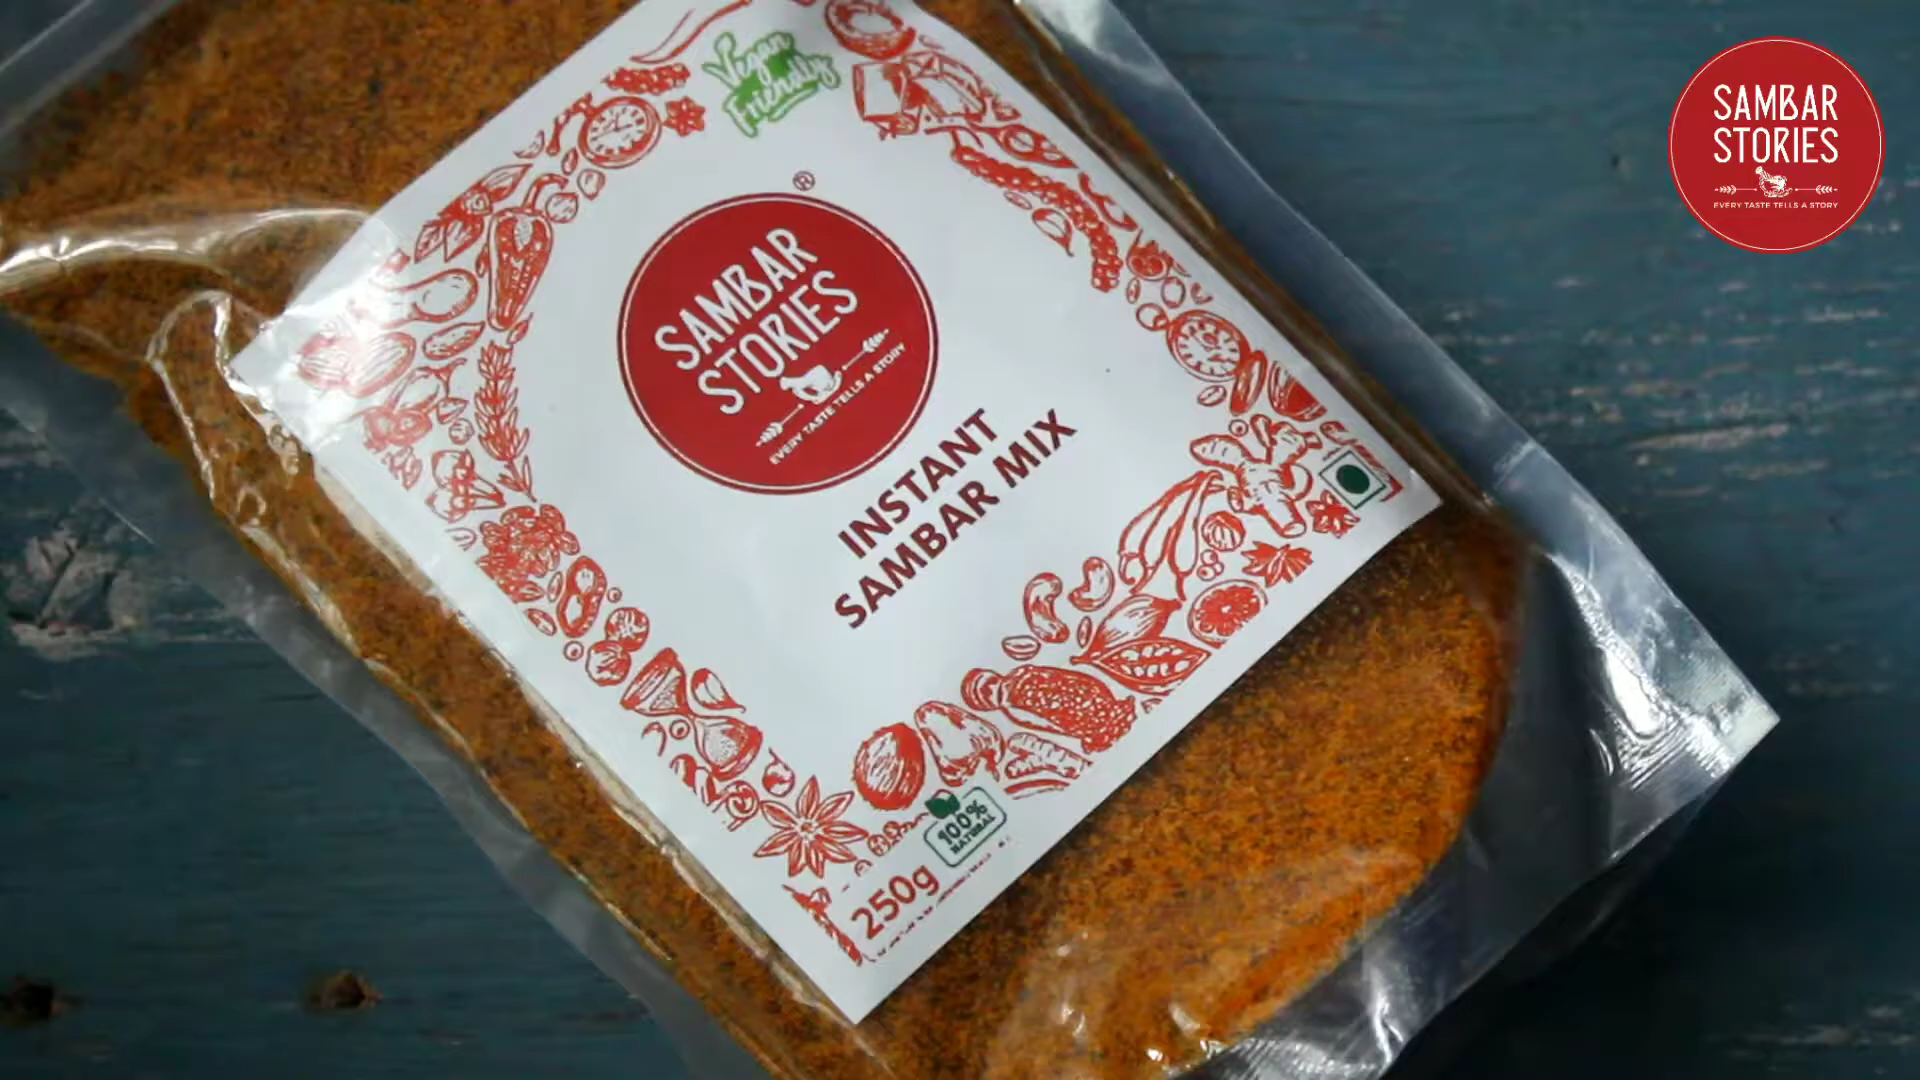 Vegan
Friendly
®
SAMBAR
STORIES
EVERY TASTE TELLS A STORY
INSTANT
SAMBAR MIX
100%
NATURAL
250g
SAMBAR
STORIES
EVERY TASTE TELLS A STORY